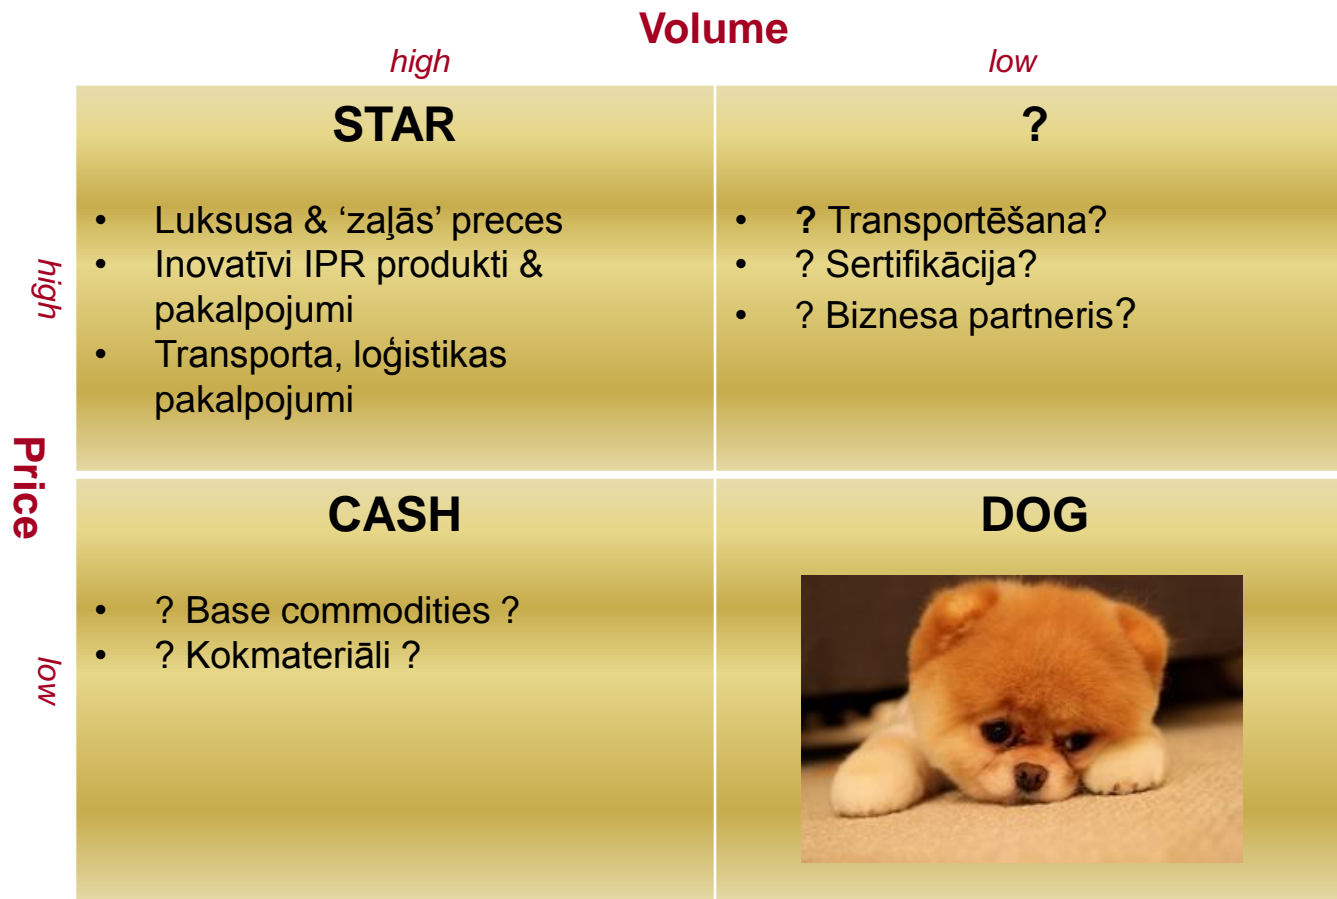 Volume
high
low
STAR
?
• Luksusa & ‘zaļās’ preces
• Inovatīvi IPR produkti &
pakalpojumi
• Transporta, loģistikas
pakalpojumi
• ? Transportēšana?
• ? Sertifikācija?
• ? Biznesa partneris?
high
Price
CASH
DOG
• ? Base commodities ?
• ? Kokmateriāli ?
low